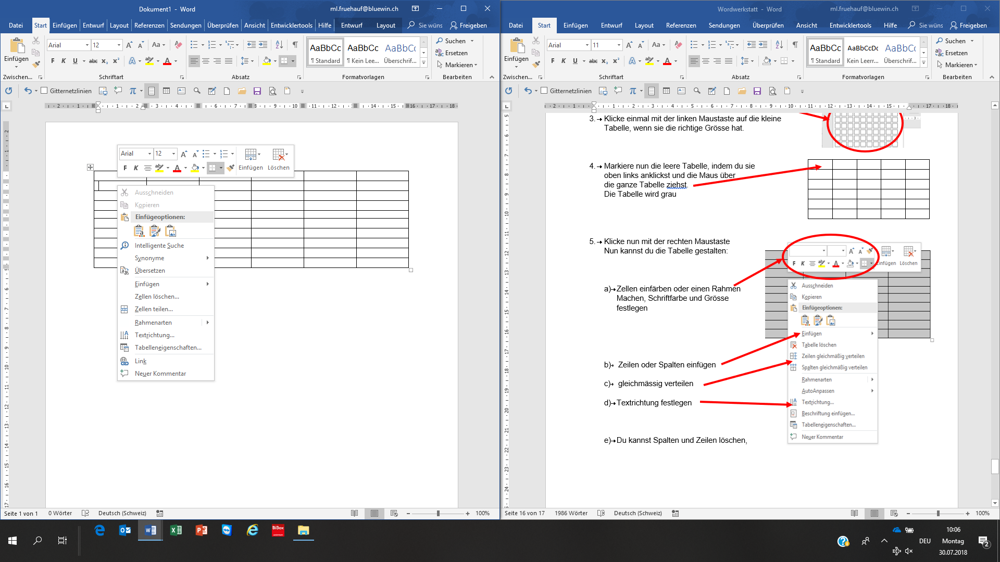 Dokument1 - Word
ml.fruehauf@bluewin.ch
Datei Start Einfügen Entwurf Layout Referenzen Sendungen Überprüfen Ansicht Entwicklertools Hilfe Entwurf Layout Sie wüns Freigeben
Einfügen
Arial 12
Aa
F K U abc x₂ x²
AaBbCc AaBbCc AaBbCc
¶ Standard ¶ Kein Lee... Überschrif...
Suchen
Ersetzen
Markieren
Zwischen... Schriftart Absatz Formatvorlagen Bearbeiten
Gitternetzlinien
Arial 12
F K
Einfügen Löschen
Ausschneiden
Kopieren
Einfügeoptionen:
Intelligente Suche
Synonyme
Übersetzen
Einfügen
Zellen löschen...
Zellen teilen...
Rahmenarten
Textrichtung...
Tabelleneigenschaften...
Link
Neuer Kommentar
Seite 1 von 1 0 Wörter Deutsch (Schweiz) 100%
Wordwerkstatt - Word
ml.fruehauf@bluewin.ch
Datei Start Einfügen Entwurf Layout Referenzen Sendungen Überprüfen Ansicht Entwicklertools Hilfe Sie wüns Freigeben
Einfügen
Arial 11
Aa
F K U abc x₂ x²
AaBbCc AaBbCcDc AaBbCc
¶ Standard Kein Leerr... Überschrif...
Suchen
Ersetzen
Markieren
Zwischen... Schriftart Absatz Formatvorlagen Bearbeiten
Gitternetzlinien
3. Klicke einmal mit der linken Maustaste auf die kleine
Tabelle, wenn sie die richtige Grösse hat.
4. Markiere nun die leere Tabelle, indem du sie
oben links anklickst und die Maus über
die ganze Tabelle ziehst.
Die Tabelle wird grau
5. Klicke nun mit der rechten Maustaste
Nun kannst du die Tabelle gestalten:
a) Zellen einfärben oder einen Rahmen
Machen, Schriftfarbe und Grösse
festlegen
b) Zeilen oder Spalten einfügen
c) gleichmässig verteilen
d) Textrichtung festlegen
e) Du kannst Spalten und Zeilen löschen,
F K
Einfügen Löschen
Ausschneiden
Kopieren
Einfügeoptionen:
Einfügen
Tabelle löschen
Zeilen gleichmäßig verteilen
Spalten gleichmäßig verteilen
Rahmenarten
AutoAnpassen
Textrichtung...
Beschriftung einfügen...
Tabelleneigenschaften...
Neuer Kommentar
Seite 16 von 17 1986 Wörter Deutsch (Schweiz) 100%
BiBox
DEU
10:06
Montag
30.07.2018
2